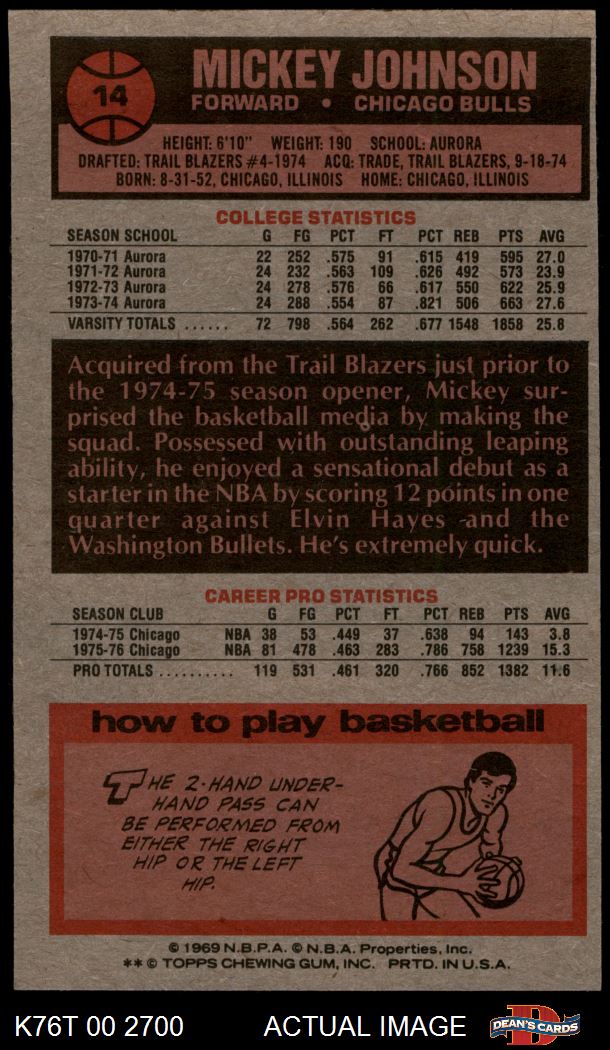 14
MICKEY JOHNSON
FORWARD • CHICAGO BULLS
HEIGHT: 6'10" WEIGHT: 190 SCHOOL: AURORA
DRAFTED: TRAIL BLAZERS #4-1974 ACQ: TRADE, TRAIL BLAZERS, 9-18-74
BORN: 8-31-52, CHICAGO, ILLINOIS HOME: CHICAGO, ILLINOIS
COLLEGE STATISTICS
SEASON SCHOOL G FG PCT FT PCT REB PTS AVG
1970-71 Aurora 22 252 .575 91 .615 419 595 27.0
1971-72 Aurora 24 232 .563 109 .626 492 573 23.9
1972-73 Aurora 24 278 .576 66 .617 550 622 25.9
1973-74 Aurora 24 288 .554 87 .821 506 663 27.6
VARSITY TOTALS ...... 72 798 .564 262 .677 1548 1858 25.8
Acquired from the Trail Blazers just prior to
the 1974-75 season opener, Mickey sur-
prised the basketball media by making the
squad. Possessed with outstanding leaping
ability, he enjoyed a sensational debut as a
starter in the NBA by scoring 12 points in one
quarter against Elvin Hayes and the
Washington Bullets. He's extremely quick.
CAREER PRO STATISTICS
SEASON CLUB G FG PCT FT PCT REB PTS AVG
1974-75 Chicago NBA 38 53 .449 37 .638 94 143 3.8
1975-76 Chicago NBA 81 478 .463 283 .786 758 1239 15.3
PRO TOTALS .......... 119 531 .461 320 .766 852 1382 11.6
how to play basketball
THE 2-HAND UNDER-
HAND PASS CAN
BE PERFORMED FROM
EITHER THE RIGHT
HIP OR THE LEFT
HIP.
© 1969 N.B.P.A. © N.B.A. Properties, Inc.
** © TOPPS CHEWING GUM, INC. PRTD. IN U.S.A.
K76T 00 2700 ACTUAL IMAGE DEAN'S CARDS